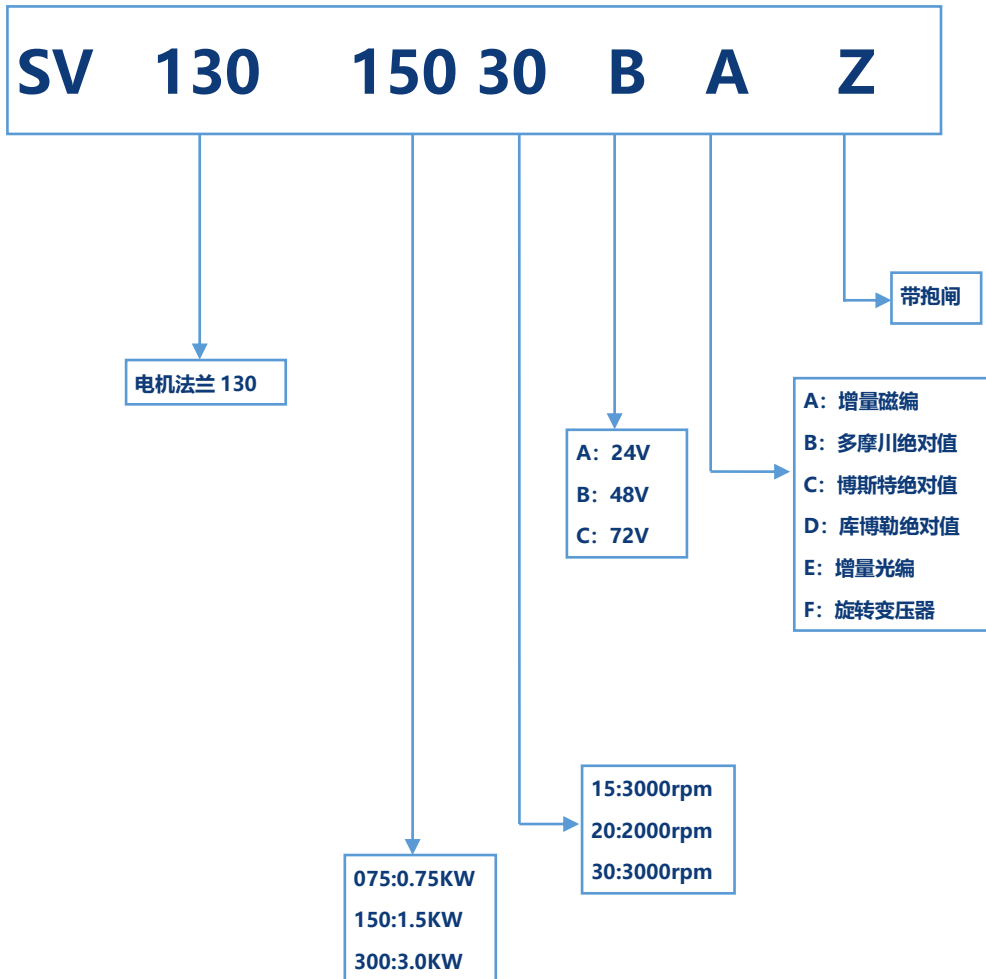 SV 130 150 30 B A Z
带抱闸
电机法兰 130
A：增量磁编
B：多摩川绝对值
C：博斯特绝对值
D：库博勒绝对值
E：增量光编
F：旋转变压器
A：24V
B：48V
C：72V
15:3000rpm
20:2000rpm
30:3000rpm
075:0.75KW
150:1.5KW
300:3.0KW